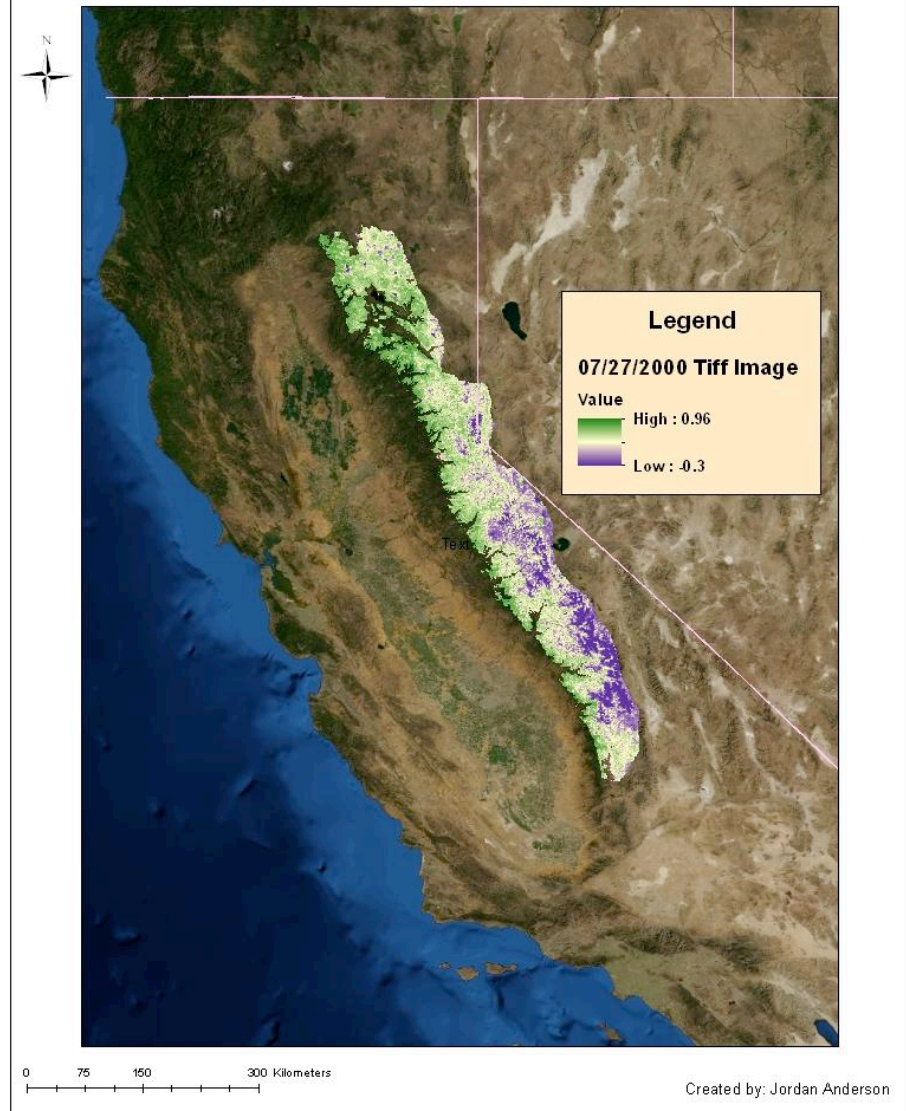 N
Legend
07/27/2000 Tiff Image
Value
High : 0.96
Low : -0.3
Text
0 75 150 300 Kilometers
Created by: Jordan Anderson